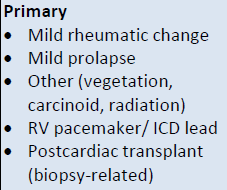 Primary
• Mild rheumatic change
• Mild prolapse
• Other (vegetation,
carcinoid, radiation)
• RV pacemaker/ ICD lead
• Postcardiac transplant
(biopsy-related)